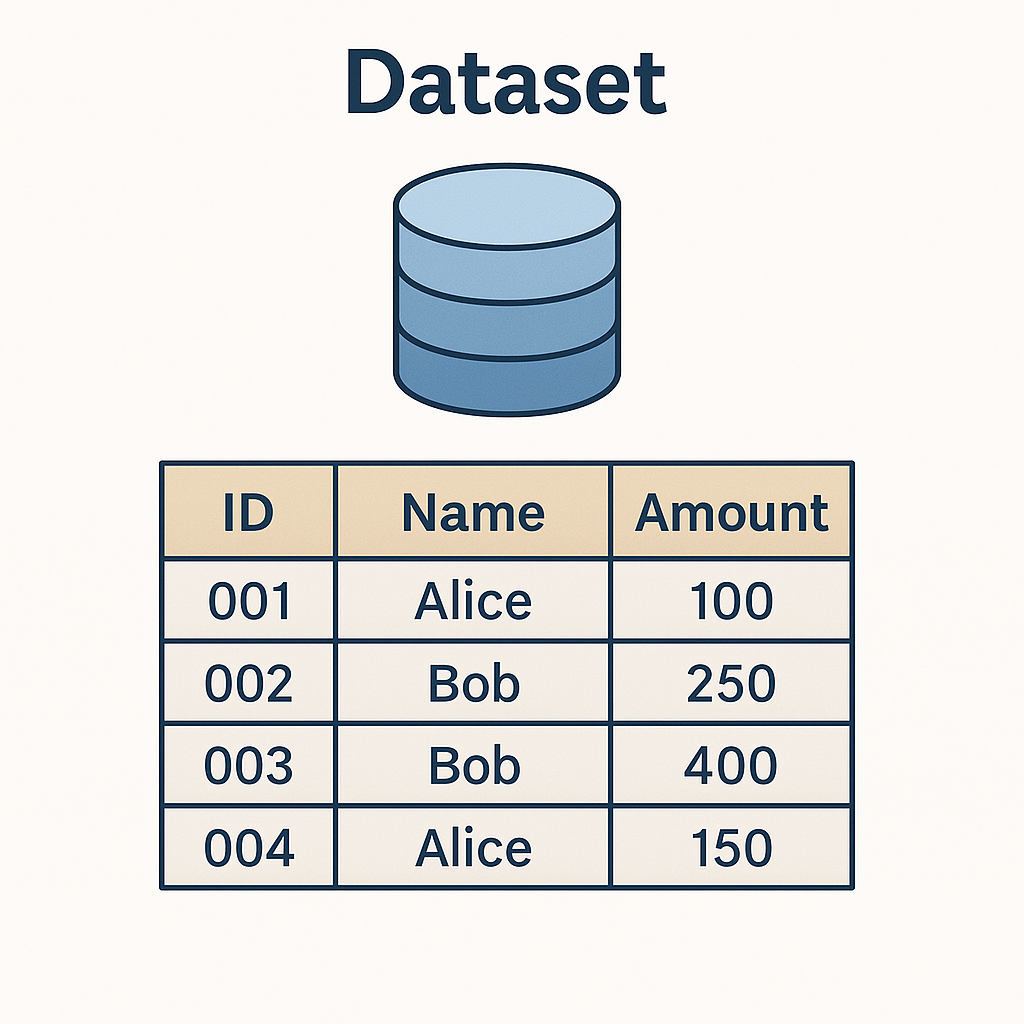 Dataset
ID Name Amount
001 Alice 100
002 Bob 250
003 Bob 400
004 Alice 150